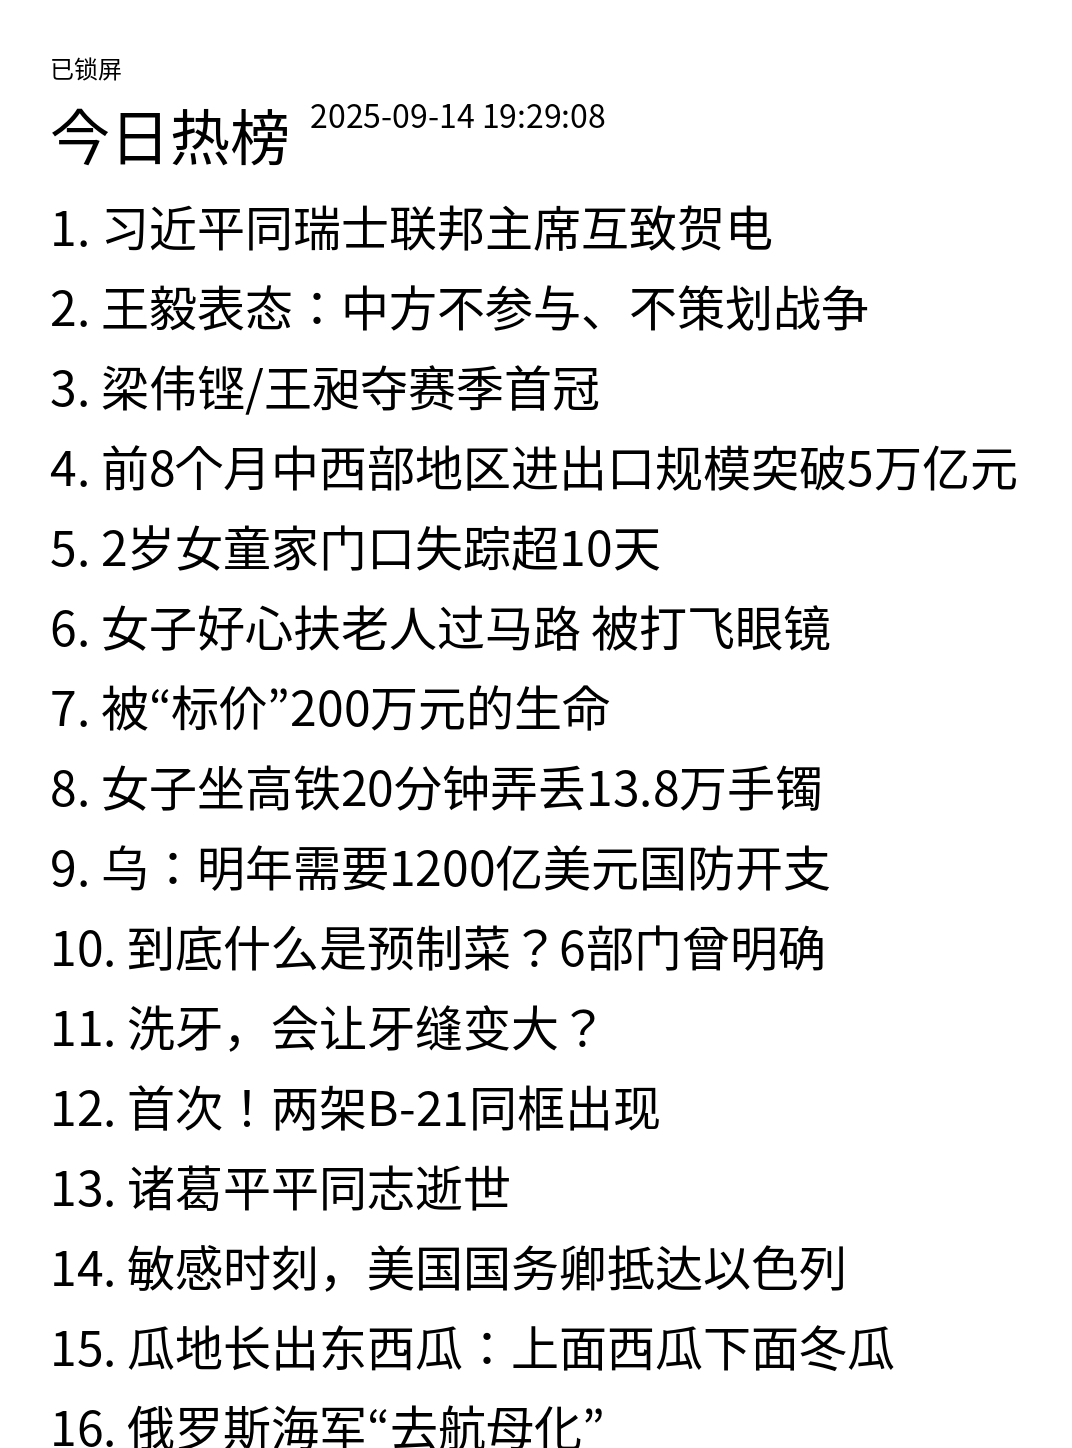 已锁屏
今日热榜 2025-09-14 19:29:08
1. 习近平同瑞士联邦主席互致贺电
2. 王毅表态：中方不参与、不策划战争
3. 梁伟铿/王昶夺赛季首冠
4. 前8个月中西部地区进出口规模突破5万亿元
5. 2岁女童家门口失踪超10天
6. 女子好心扶老人过马路 被打飞眼镜
7. 被“标价”200万元的生命
8. 女子坐高铁20分钟弄丢13.8万手镯
9. 乌：明年需要1200亿美元国防开支
10. 到底什么是预制菜？6部门曾明确
11. 洗牙，会让牙缝变大？
12. 首次！两架B-21同框出现
13. 诸葛平平同志逝世
14. 敏感时刻，美国国务卿抵达以色列
15. 瓜地长出东西瓜：上面西瓜下面冬瓜
16. 俄罗斯海军“去航母化”